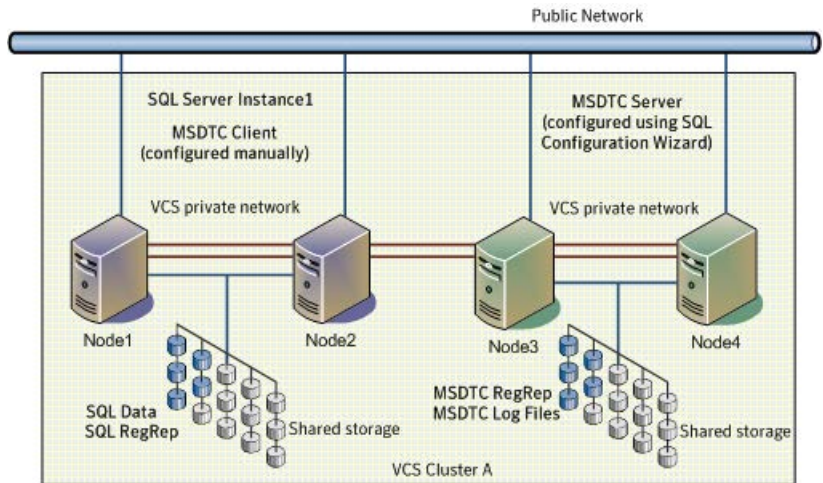 Public Network
SQL Server Instance1
MSDTC Client
(configured manually)
MSDTC Server
(configured using SQL
Configuration Wizard)
VCS private network
VCS private network
Node1
Node2
Node3
Node4
SQL Data
SQL RegRep
Shared storage
MSDTC RegRep
MSDTC Log Files
Shared storage
VCS Cluster A